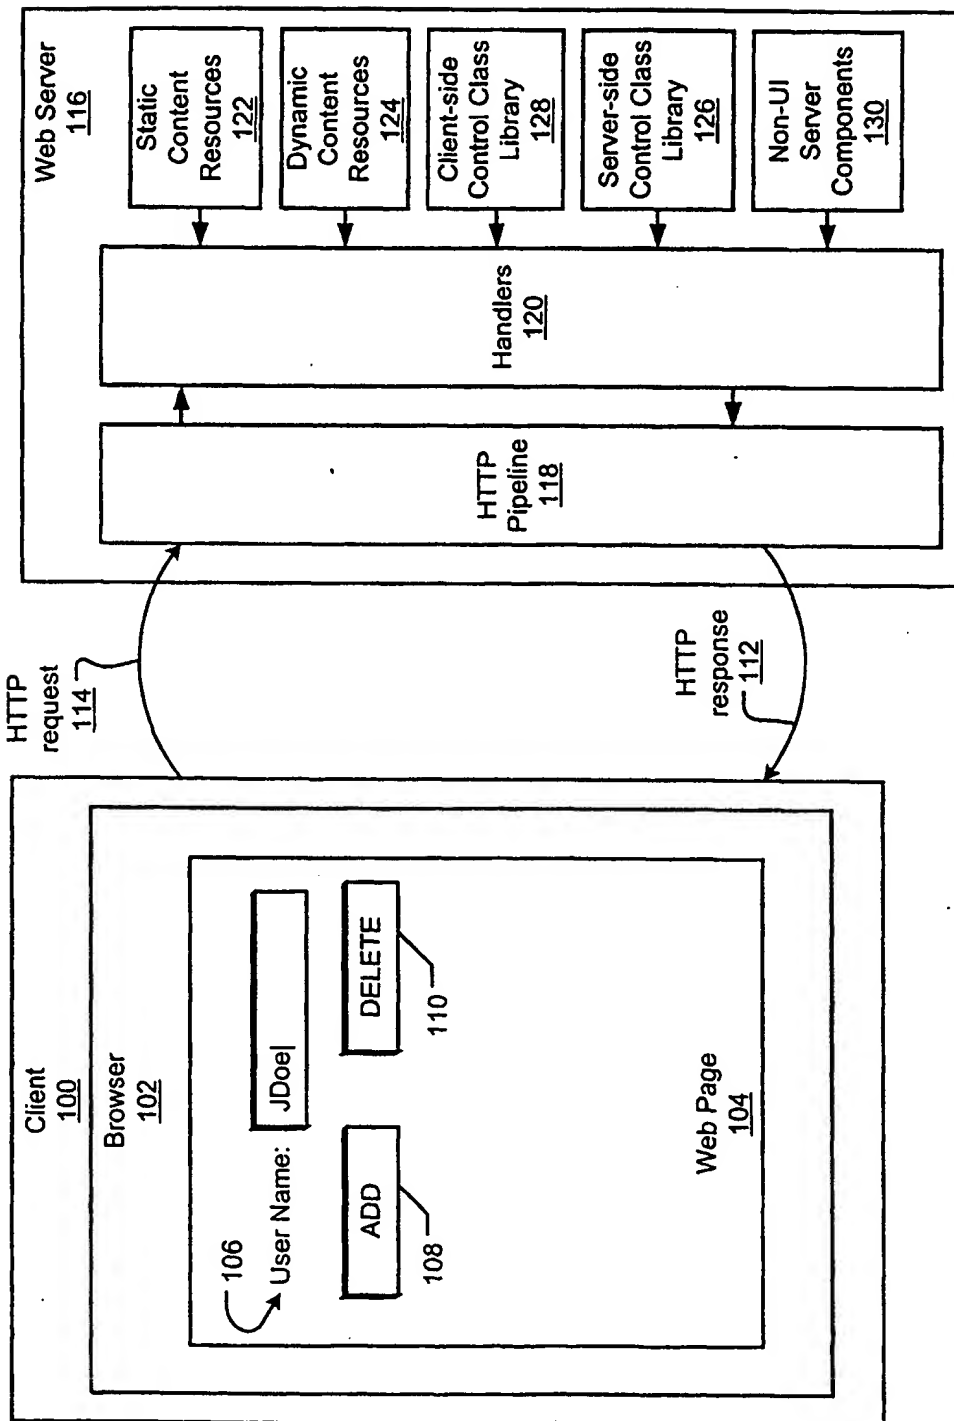 Client
100
Browser
102
106
User Name:
JDoe
ADD
108
DELETE
110
Web Page
104
HTTP
request
114
HTTP
response
112
Web Server
116
HTTP
Pipeline
118
Handlers
120
Static
Content
Resources
122
Dynamic
Content
Resources
124
Client-side
Control Class
Library
128
Server-side
Control Class
Library
126
Non-UI
Server
Components
130